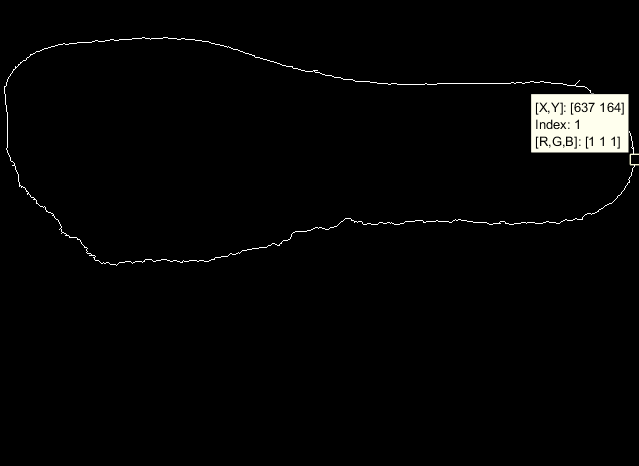 [X,Y]: [637 164]
Index: 1
[R,G,B]: [1 1 1]